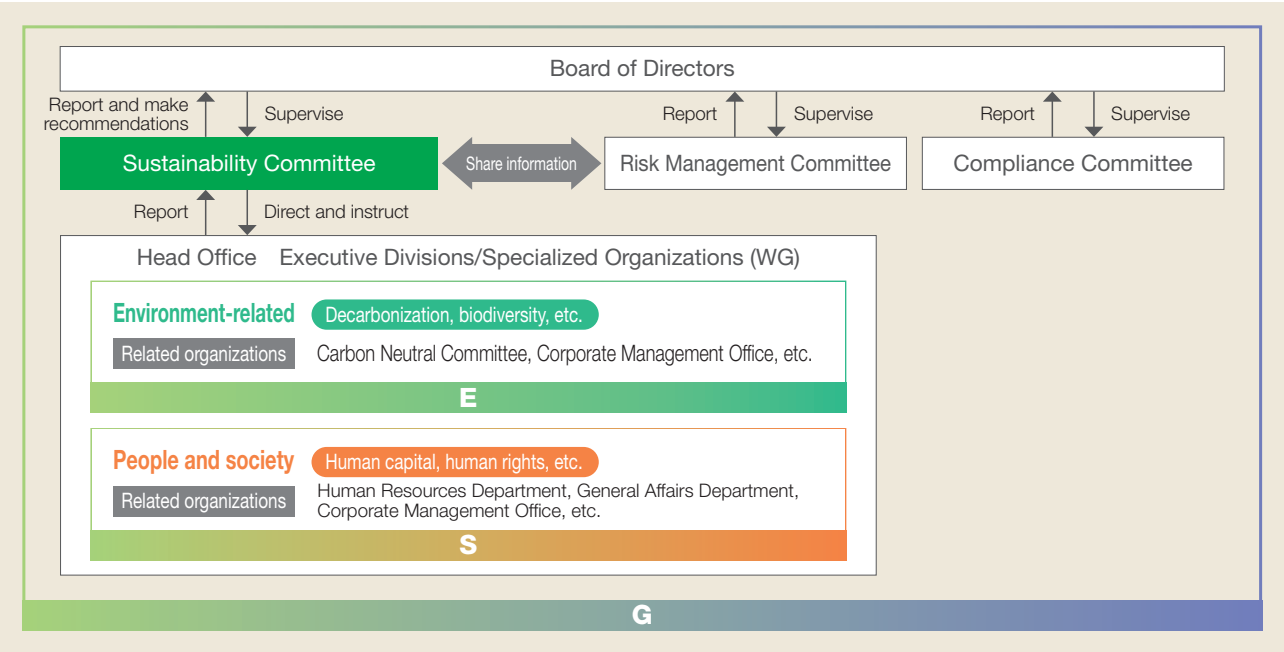 Board of Directors
Report and make
recommendations
Supervise
Report
Supervise
Report
Supervise
Sustainability Committee
Share information
Risk Management Committee
Compliance Committee
Report
Direct and instruct
Head Office Executive Divisions/Specialized Organizations (WG)
Environment-related
Decarbonization, biodiversity, etc.
Related organizations
Carbon Neutral Committee, Corporate Management Office, etc.
E
People and society
Human capital, human rights, etc.
Related organizations
Human Resources Department, General Affairs Department,
Corporate Management Office, etc.
S
G